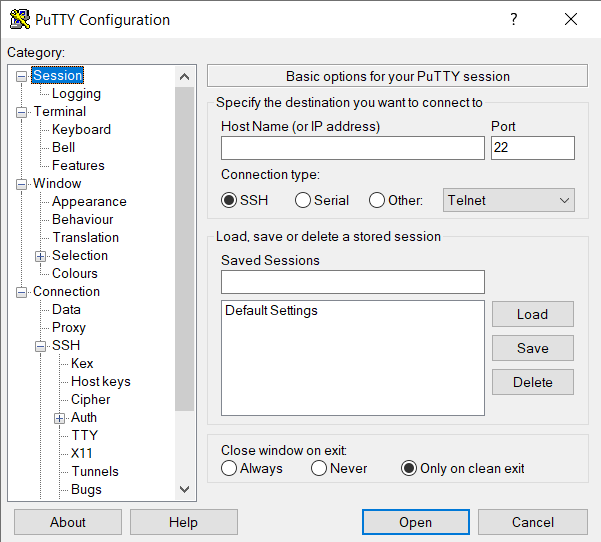 PuTTY Configuration
?
Category:
Session
Logging
Terminal
Keyboard
Bell
Features
Window
Appearance
Behaviour
Translation
Selection
Colours
Connection
Data
Proxy
SSH
Kex
Host keys
Cipher
Auth
TTY
X11
Tunnels
Bugs
Basic options for your PuTTY session
Specify the destination you want to connect to
Host Name (or IP address) Port
22
Connection type:
SSH Serial Other: Telnet
Load, save or delete a stored session
Saved Sessions
Default Settings
Load
Save
Delete
Close window on exit:
Always Never Only on clean exit
About Help Open Cancel